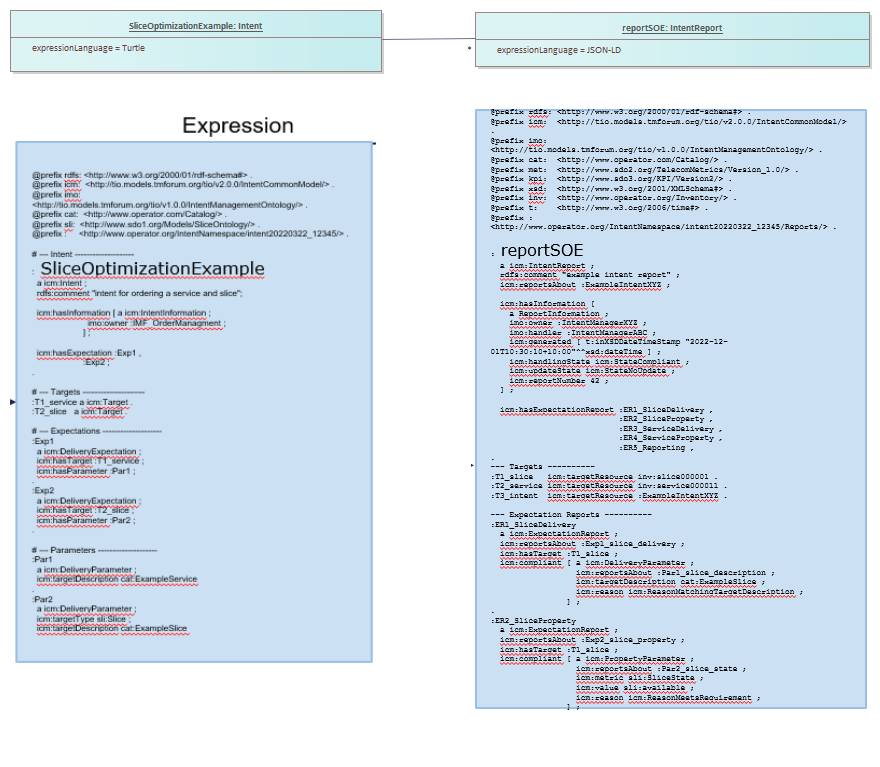 SliceOptimizationExample: Intent
expressionLanguage = Turtle
reportSOE: IntentReport
*
expressionLanguage = JSON-LD
Expression
@prefix rdfs: <http://www.w3.org/2000/01/rdf-schema#> .
@prefix icm:  <http://tio.models.tmforum.org/tio/v2.0.0/IntentCommonModel/> .
@prefix imo:
<http://tio.models.tmforum.org/tio/v1.0.0/IntentManagementOntology/> .
@prefix cat:  <http://www.operator.com/Catalog/> .
@prefix sli:  <http://www.sdo1.org/Models/SliceOntology/> .
@prefix :     <http://www.operator.org/IntentNamespace/intent20220322_12345/> .
# --- Intent --------------------
: SliceOptimizationExample
a icm:Intent ;
rdfs:comment "intent for ordering a service and slice";
icm:hasInformation [ a icm:IntentInformation ;
imo:owner :IMF_OrderManagment ;
] ;
icm:hasExpectation :Exp1 ,
:Exp2 ;
.
# --- Targets ---------------------
:T1_service a icm:Target .
:T2_slice   a icm:Target .
# --- Expectations --------------------
:Exp1
a icm:DeliveryExpectation ;
icm:hasTarget :T1_service ;
icm:hasParameter :Par1 ;
.
:Exp2
a icm:DeliveryExpectation ;
icm:hasTarget :T2_slice ;
icm:hasParameter :Par2 ;
.
# --- Parameters --------------------
:Par1
a icm:DeliveryParameter ;
icm:targetDescription cat:ExampleService
.
:Par2
a icm:DeliveryParameter ;
icm:targetType sli:Slice ;
icm:targetDescription cat:ExampleSlice
@prefix rdfs: <http://www.w3.org/2000/01/rdf-schema#> .
@prefix icm:  <http://tio.models.tmforum.org/tio/v2.0.0/IntentCommonModel/>
.
@prefix imo:
<http://tio.models.tmforum.org/tio/v1.0.0/IntentManagementOntology/> .
@prefix cat:  <http://www.operator.com/Catalog/> .
@prefix met:  <http://www.sdo2.org/TelecomMetrics/Version_1.0/> .
@prefix kpi:  <http://www.sdo3.org/KPI/Version2/> .
@prefix xsd:  <http://www.w3.org/2001/XMLSchema#> .
@prefix inv:  <http://www.operator.org/Inventory/> .
@prefix t:    <http://www.w3.org/2006/time#> .
@prefix :
<http://www.operator.org/IntentNamespace/intent20220322_12345/Reports/> .
: reportSOE
a icm:IntentReport ;
rdfs:comment "example intent report" ;
icm:reportsAbout :ExampleIntentXYZ ;
icm:hasInformation [
a ReportInformation ;
imo:owner :IntentManagerXYZ ;
imo:handler :IntentManagerABC ;
icm:generated [ t:inXSDDateTimeStamp "2022-12-
01T10:30:10+10:00"^^xsd:dateTime ] ;
icm:handlingState icm:StateCompliant ;
icm:updateState icm:StateNoUpdate ;
icm:reportNumber 42 ;
] ;
icm:hasExpectationReport :ER1_SliceDelivery ,
:ER2_SliceProperty ,
:ER3_ServiceDelivery ,
:ER4_ServiceProperty ,
:ER5_Reporting ,
.
--- Targets ----------
:T1_slice   icm:targetResource inv:slice000001 .
:T2_service icm:targetResource inv:service000011 .
:T3_intent  icm:targetResource :ExampleIntentXYZ .
--- Expectation Reports ----------
:ER1_SliceDelivery
a icm:ExpectationReport ;
icm:reportsAbout :Exp1_slice_delivery ;
icm:hasTarget :T1_slice ;
icm:compliant [ a icm:DeliveryParameter ;
icm:reportsAbout :Par1_slice_description ;
icm:targetDescription cat:ExampleSlice ;
icm:reason icm:ReasonMatchingTargetDescription ;
] ;
.
:ER2_SliceProperty
a icm:ExpectationReport ;
icm:reportsAbout :Exp2_slice_property ;
icm:hasTarget :T1_slice ;
icm:compliant [ a icm:PropertyParameter ;
icm:reportsAbout :Par2_slice_state ;
icm:metric sli:SliceState ;
icm:value sli:available ;
icm:reason icm:ReasonMeetsRequirement ;
] ;